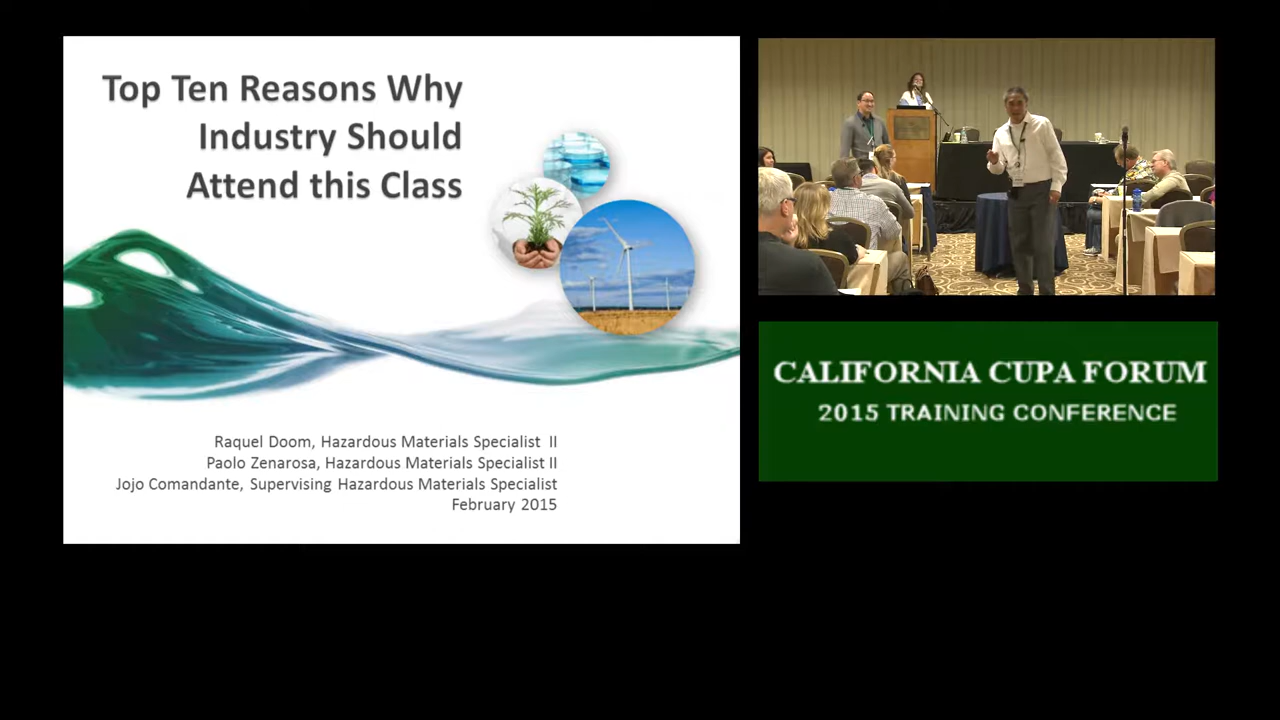 Top Ten Reasons Why
Industry Should
Attend this Class
Raquel Doom, Hazardous Materials Specialist II
Paolo Zenarosa, Hazardous Materials Specialist II
Jojo Comandante, Supervising Hazardous Materials Specialist
February 2015
CALIFORNIA CUPA FORUM
2015 TRAINING CONFERENCE